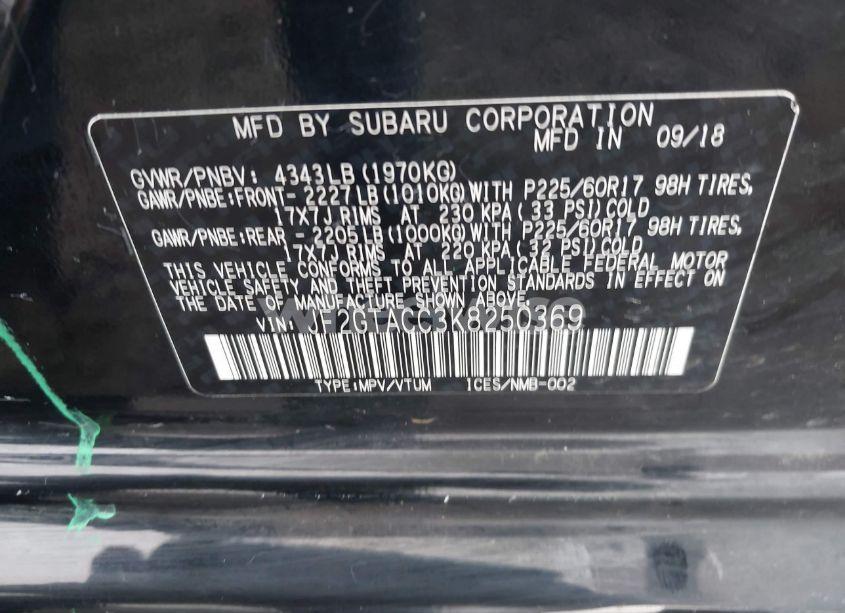 MFD BY SUBARU CORPORATION
MFD IN 09/18
GVWR/PNBV: 4343LB (1970KG)
GAWR/PNBE:FRONT- 2227LB (1010KG) WITH P225/60R17 98H TIRES,
17X7J RIMS AT 230 KPA( 33 PSI) COLD
GAWR/PNBE:REAR - 2205LB (1000KG) WITH P225/60R17 98H TIRES,
17X7J RIMS AT 220 KPA( 32 PSI) COLD
THIS VEHICLE CONFORMS TO ALL APPLICABLE FEDERAL MOTOR
VEHICLE SAFETY AND THEFT PREVENTION STANDARDS IN EFFECT ON
THE DATE OF MANUFACTURE SHOWN ABOVE.
VIN: JF2GTACC3K8250369
TYPE:MPV/VTUM ICES/NMB-002